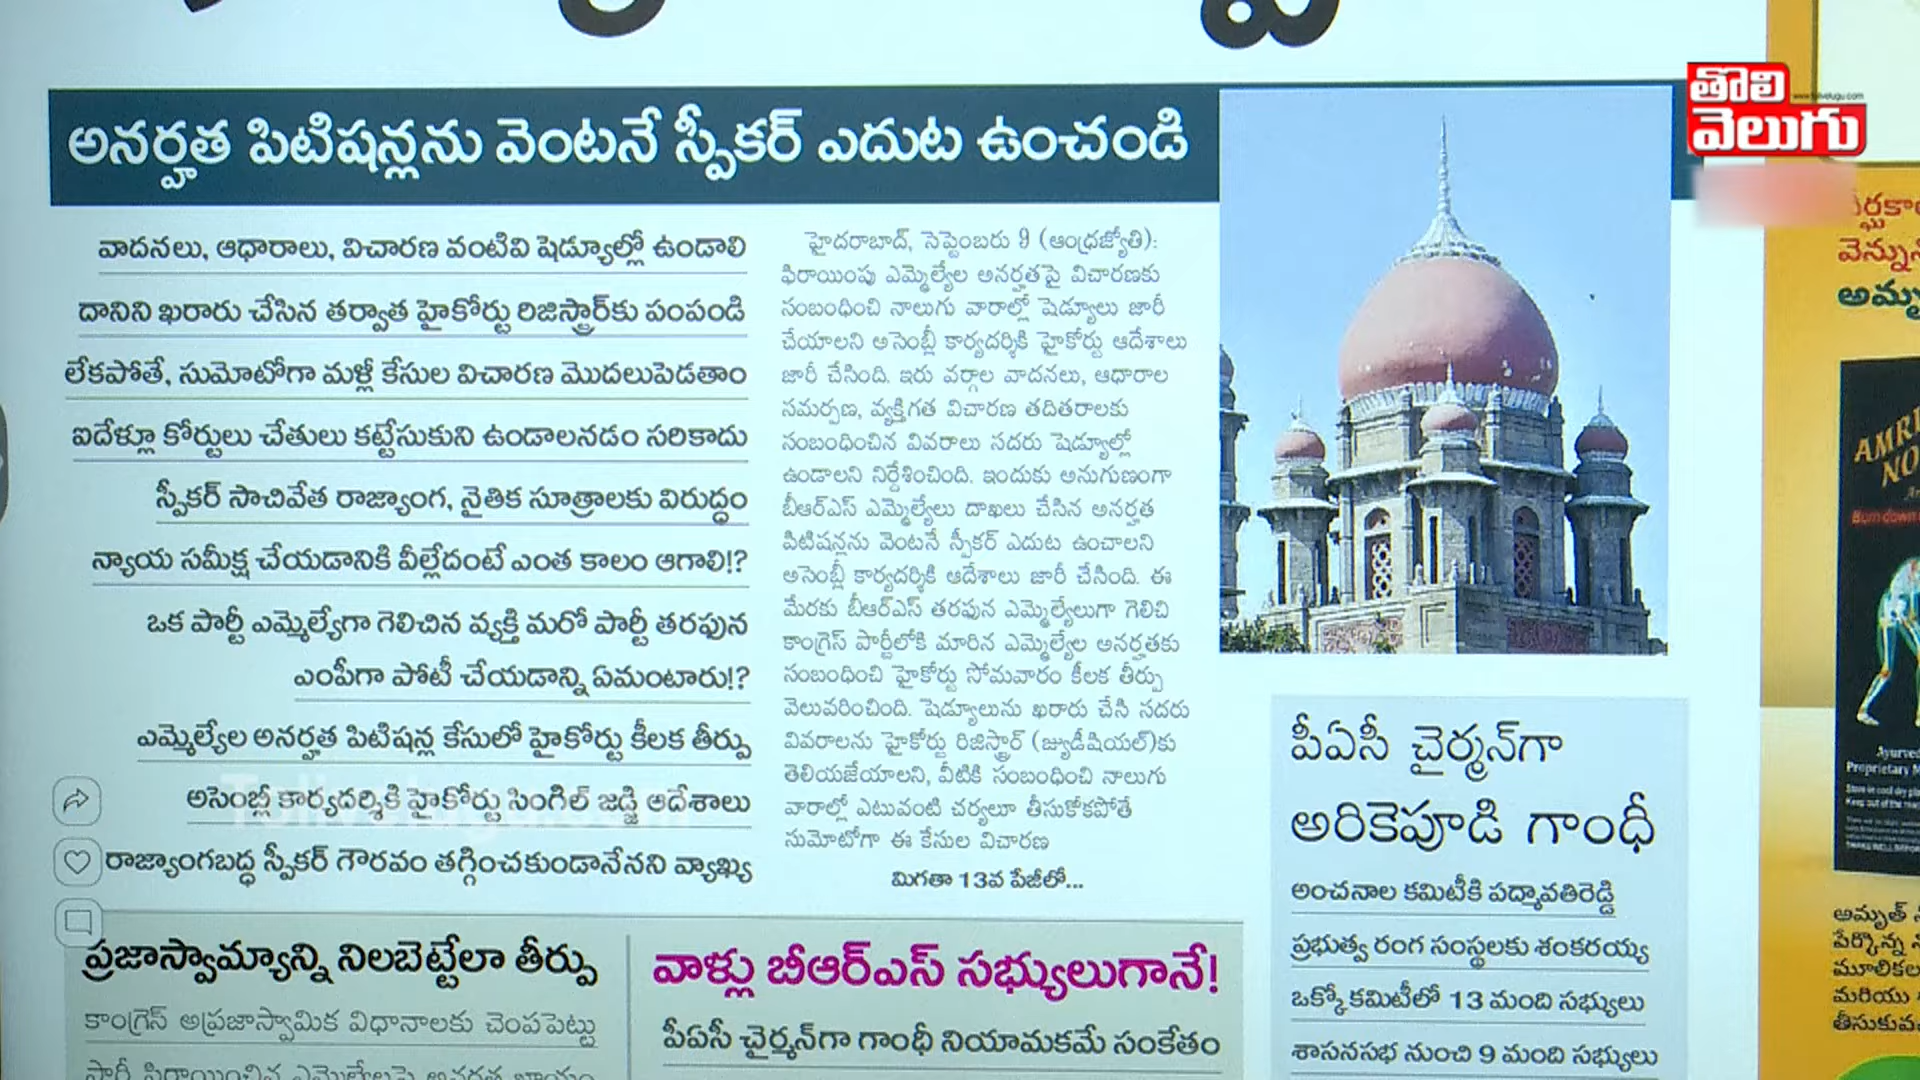 తొలి
వెలుగు
అనర్హత పిటిషన్లను వెంటనే స్పీకర్ ఎదుట ఉంచండి
వాదనలు, ఆధారాలు, విచారణ వంటివి షెడ్యూల్లో ఉండాలి
దానిని ఖరారు చేసిన తర్వాత హైకోర్టు రిజిస్ట్రార్‌కు పంపండి
లేకపోతే, సుమోటోగా మళ్లీ కేసుల విచారణ మొదలుపెడతాం
ఐదేళ్లూ కోర్టులు చేతులు కట్టేసుకుని ఉండాలనడం సరికాదు
స్పీకర్ సాచివేత రాజ్యాంగ, నైతిక సూత్రాలకు విరుద్ధం
న్యాయ సమీక్ష చేయడానికి వీల్లేదంటే ఎంత కాలం ఆగాలి!?
ఒక పార్టీ ఎమ్మెల్యేగా గెలిచిన వ్యక్తి మరో పార్టీ తరఫున
ఎంపీగా పోటీ చేయడాన్ని ఏమంటారు!?
ఎమ్మెల్యేల అనర్హత పిటిషన్ల కేసులో హైకోర్టు కీలక తీర్పు
అసెంబ్లీ కార్యదర్శికి హైకోర్టు సింగిల్ జడ్జి ఆదేశాలు
రాజ్యాంగబద్ధ స్పీకర్ గౌరవం తగ్గించకుండానేనని వ్యాఖ్య
హైదరాబాద్, సెప్టెంబరు 9 (ఆంధ్రజ్యోతి):
ఫిరాయింపు ఎమ్మెల్యేల అనర్హతపై విచారణకు
సంబంధించి నాలుగు వారాల్లో షెడ్యూలు జారీ
చేయాలని అసెంబ్లీ కార్యదర్శికి హైకోర్టు ఆదేశాలు
జారీ చేసింది. ఇరు వర్గాల వాదనలు, ఆధారాల
సమర్పణ, వ్యక్తిగత విచారణ తదితరాలకు
సంబంధించిన వివరాలు సదరు షెడ్యూల్లో
ఉండాలని నిర్దేశించింది. ఇందుకు అనుగుణంగా
బీఆర్ఎస్ ఎమ్మెల్యేలు దాఖలు చేసిన అనర్హత
పిటిషన్లను వెంటనే స్పీకర్ ఎదుట ఉంచాలని
అసెంబ్లీ కార్యదర్శికి ఆదేశాలు జారీ చేసింది. ఈ
మేరకు బీఆర్ఎస్ తరఫున ఎమ్మెల్యేలుగా గెలిచి
కాంగ్రెస్ పార్టీలోకి మారిన ఎమ్మెల్యేల అనర్హతకు
సంబంధించి హైకోర్టు సోమవారం కీలక తీర్పు
వెలువరించింది. షెడ్యూలును ఖరారు చేసి సదరు
వివరాలను హైకోర్టు రిజిస్ట్రార్ (జ్యుడీషియల్)కు
తెలియజేయాలని, వీటికి సంబంధించి నాలుగు
వారాల్లో ఎటువంటి చర్యలూ తీసుకోకపోతే
సుమోటోగా ఈ కేసుల విచారణ
మిగతా 13వ పేజీలో...
పీఏసీ చైర్మన్‌గా
అరికెపూడి గాంధీ
అంచనాల కమిటీకి పద్మావతిరెడ్డి
ప్రభుత్వ రంగ సంస్థలకు శంకరయ్య
ఒక్కో కమిటీలో 13 మంది సభ్యులు
శాసనసభ నుంచి 9 మంది సభ్యులు
ప్రజాస్వామ్యాన్ని నిలబెట్టేలా తీర్పు
కాంగ్రెస్ అప్రజాస్వామిక విధానాలకు చెంపపెట్టు
వాళ్లు బీఆర్ఎస్ సభ్యులుగానే!
పీఏసీ చైర్మన్‌గా గాంధీ నియామకమే సంకేతం
Ayurve
Proprietary M
అమృత్
పేర్కొన్న
మరియు